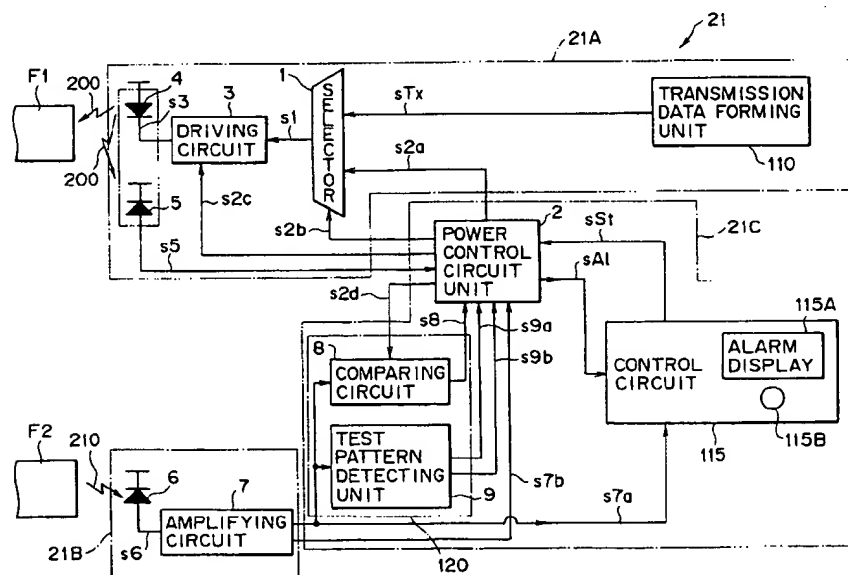 21A
21
F1
200
4
s3
3
DRIVING
CIRCUIT
1
SELECTOR
s1
sTx
TRANSMISSION
DATA FORMING
UNIT
110
s2a
200
5
s2c
s2b
2
POWER
CONTROL
CIRCUIT
UNIT
21C
sSt
s5
sAl
s2d
s8
s9a
s9b
115A
ALARM
DISPLAY
CONTROL
CIRCUIT
115B
115
8
COMPARING
CIRCUIT
F2
210
6
7
TEST
PATTERN
DETECTING
UNIT
9
s7b
AMPLIFYING
CIRCUIT
s7a
21B
s6
120